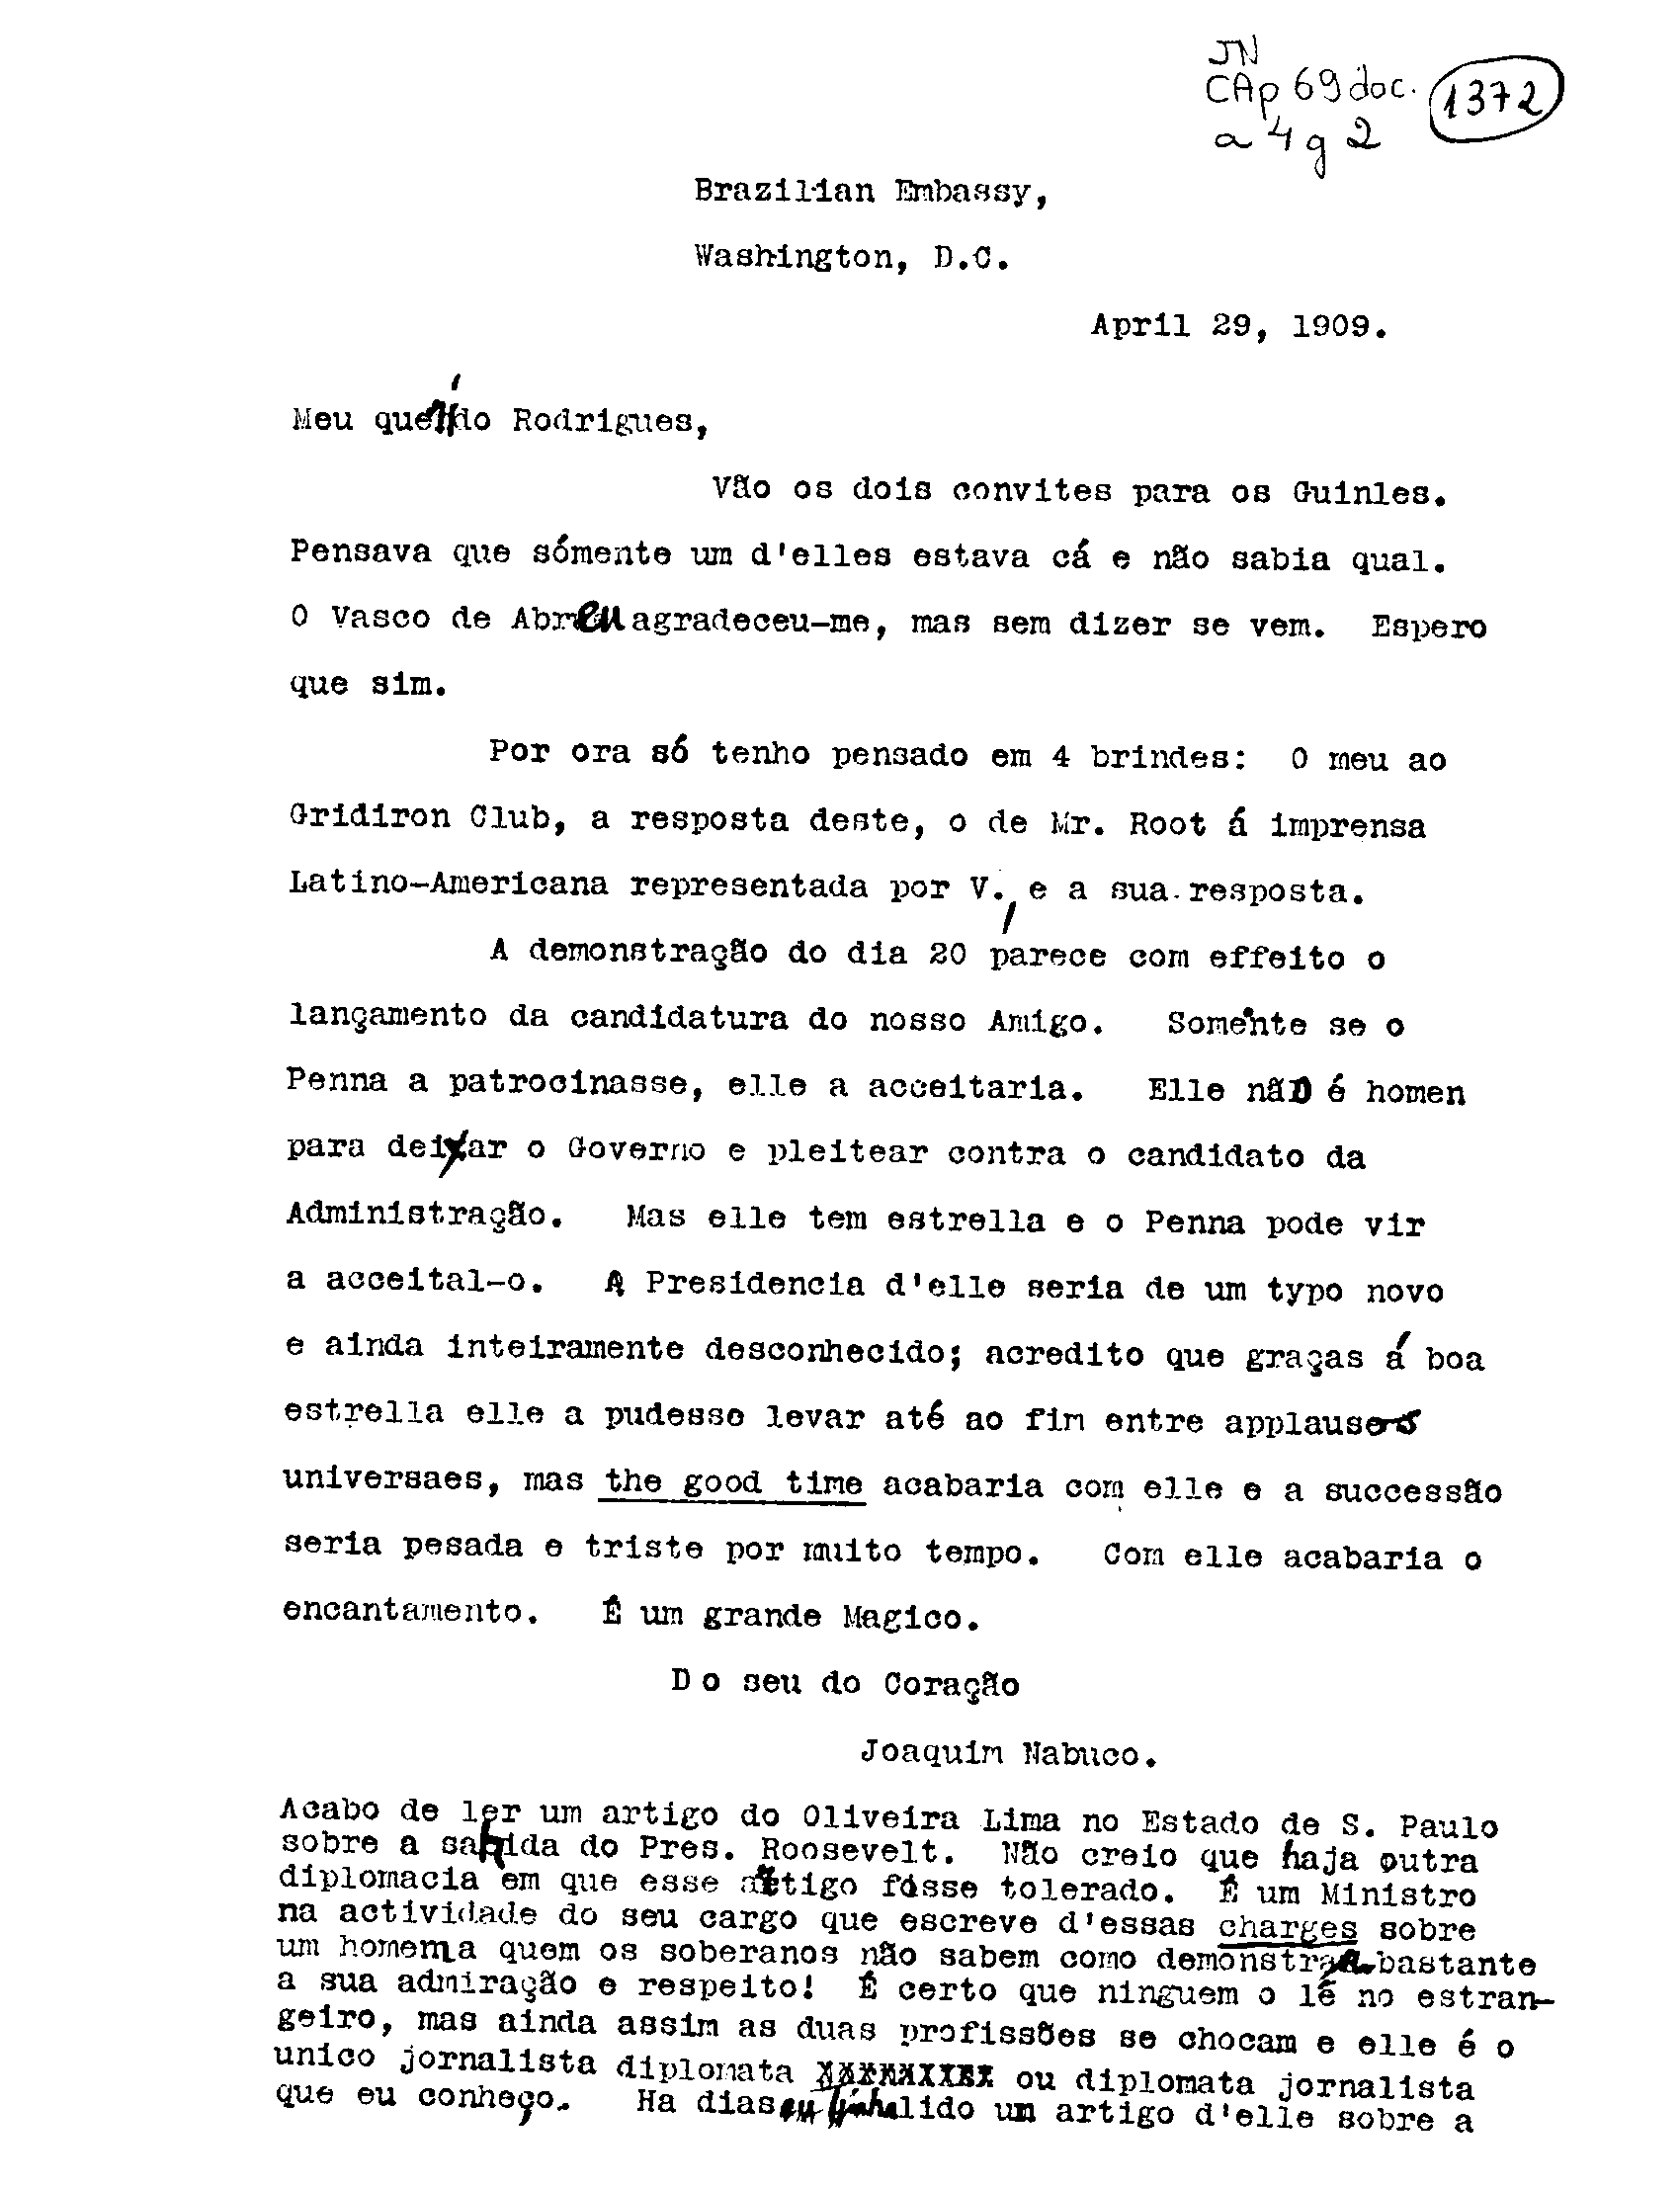 JN
CAp 69 doc. 1372
a 4 g 2
Brazilian Embassy,
Washington, D.C.
April 29, 1909.
Meu querido Rodrigues,
Vão os dois convites para os Guinles.
Pensava que sómente um d'elles estava cá e não sabia qual.
O Vasco de Abreu agradeceu-me, mas sem dizer se vem. Espero
que sim.
Por ora só tenho pensado em 4 brindes: O meu ao
Gridiron Club, a resposta deste, o de Mr. Root á imprensa
Latino-Americana representada por V., e a sua resposta.
A demonstração do dia 20 parece com effeito o
lançamento da candidatura do nosso Amigo. Somente se o
Penna a patrocinasse, elle a acceitaria. Elle não é homen
para deixar o Governo e pleitear contra o candidato da
Administração. Mas elle tem estrella e o Penna pode vir
a acceital-o. A Presidencia d'elle seria de um typo novo
e ainda inteiramente desconhecido; acredito que graças á boa
estrella elle a pudesse levar até ao fim entre applausos
universaes, mas the good time acabaria com elle e a successão
seria pesada e triste por muito tempo. Com elle acabaria o
encantamento. É um grande Magico.
Do seu do Coração
Joaquim Nabuco.
Acabo de ler um artigo do Oliveira Lima no Estado de S. Paulo
sobre a sahida do Pres. Roosevelt. Não creio que haja outra
diplomacia em que esse artigo fosse tolerado. É um Ministro
na actividade do seu cargo que escreve d'essas charges sobre
um homem a quem os soberanos não sabem como demonstrar bastante
a sua admiração e respeito! É certo que ninguem o lê no estran-
geiro, mas ainda assim as duas profissões se chocam e elle é o
unico jornalista diplomata ou diplomata jornalista
que eu conheço. Ha dias eu tinha lido um artigo d'elle sobre a